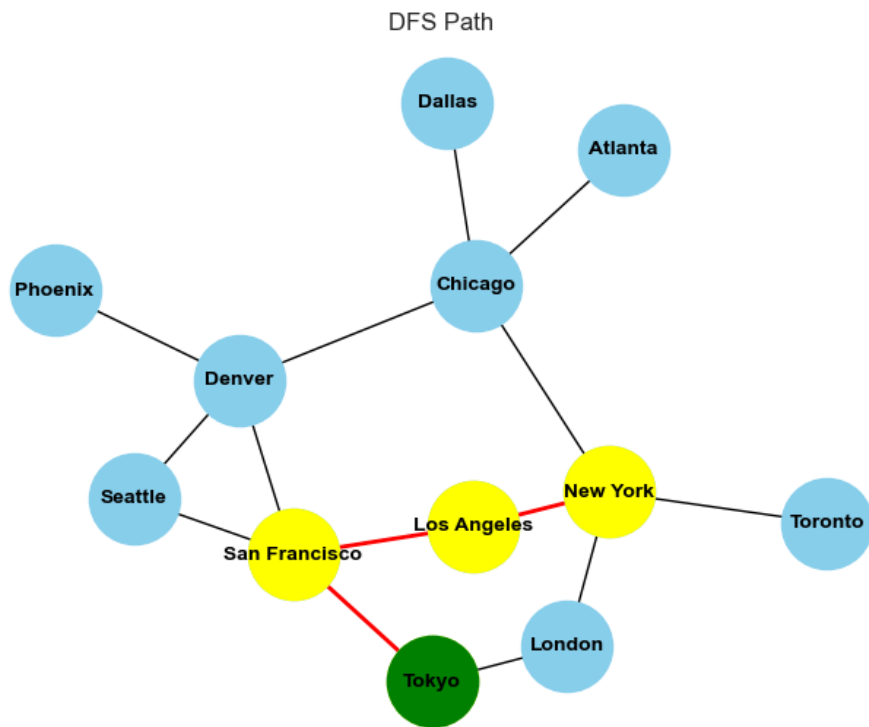 DFS Path
Dallas
Atlanta
Chicago
Phoenix
Denver
Seattle
New York
Los Angeles
Toronto
San Francisco
London
Tokyo